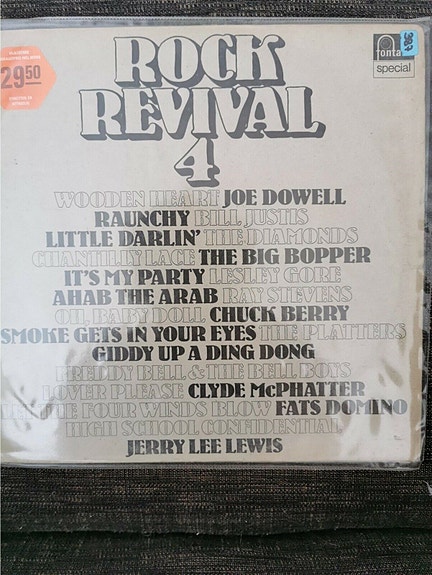 29.50
fontana
special
ROCK
REVIVAL
4
WOODEN HEART JOE DOWELL
RAUNCHY BILL JUSTIS
LITTLE DARLIN' THE DIAMONDS
CHANTILLY LACE THE BIG BOPPER
IT'S MY PARTY LESLEY GORE
AHAB THE ARAB RAY STEVENS
OH, BABY DOLL CHUCK BERRY
SMOKE GETS IN YOUR EYES THE PLATTERS
GIDDY UP A DING DONG
FREDDY BELL & THE BELL BOYS
LOVER PLEASE CLYDE McPHATTER
LET THE FOUR WINDS BLOW FATS DOMINO
HIGH SCHOOL CONFIDENTIAL
JERRY LEE LEWIS